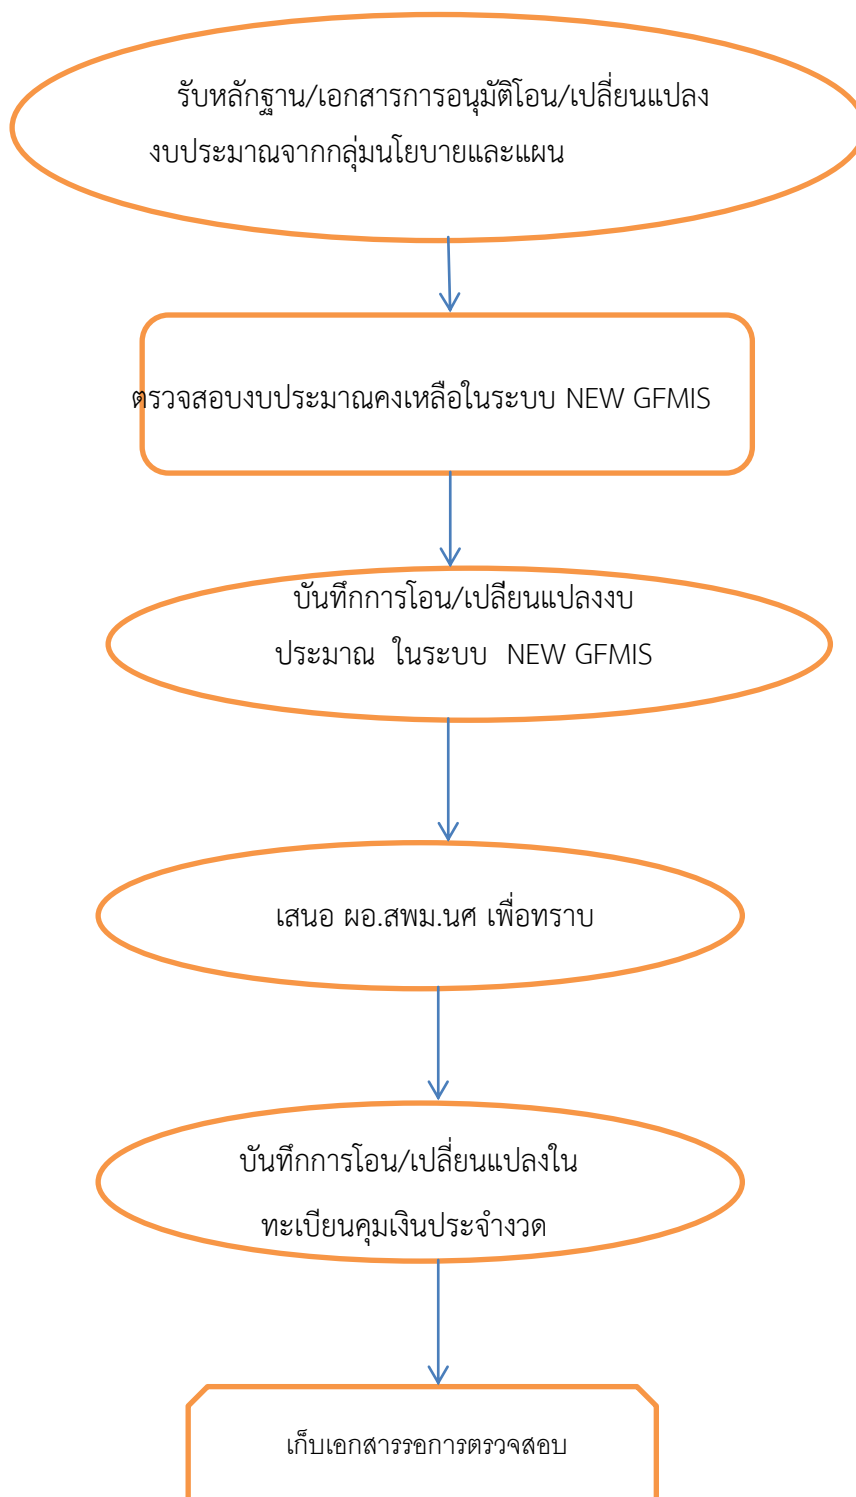 รับหลักฐาน/เอกสารการอนุมัติโอน/เปลี่ยนแปลง
งบประมาณจากกลุ่มนโยบายและแผน
ตรวจสอบงบประมาณคงเหลือในระบบ NEW GFMIS
บันทึกการโอน/เปลี่ยนแปลงงบ
ประมาณ ในระบบ NEW GFMIS
เสนอ ผอ.สพม.นศ เพื่อทราบ
บันทึกการโอน/เปลี่ยนแปลงใน
ทะเบียนคุมเงินประจำงวด
เก็บเอกสารรอการตรวจสอบ